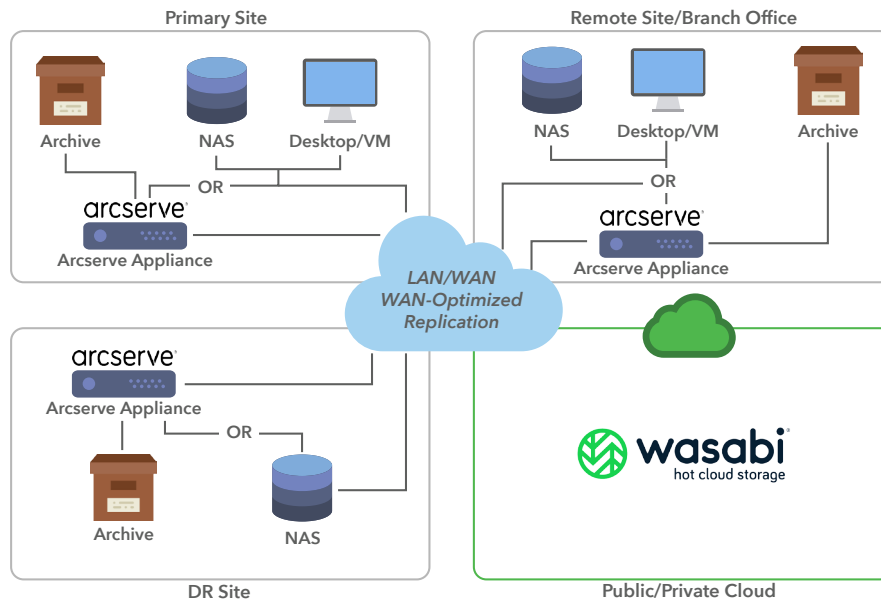 Primary Site
Archive
NAS
Desktop/VM
OR
arcserve®
Arcserve Appliance
Remote Site/Branch Office
NAS
Desktop/VM
Archive
OR
arcserve®
Arcserve Appliance
LAN/WAN
WAN-Optimized
Replication
arcserve®
Arcserve Appliance
OR
Archive
NAS
DR Site
wasabi®
hot cloud storage
Public/Private Cloud